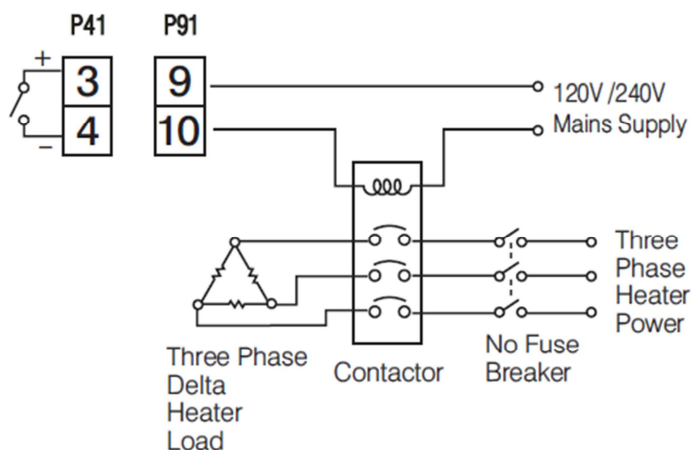 P41 P91
+
3 9
4 10
–
120V /240V
Mains Supply
Three
Phase
Heater
Power
Three Phase
Delta
Heater
Load
Contactor
No Fuse
Breaker